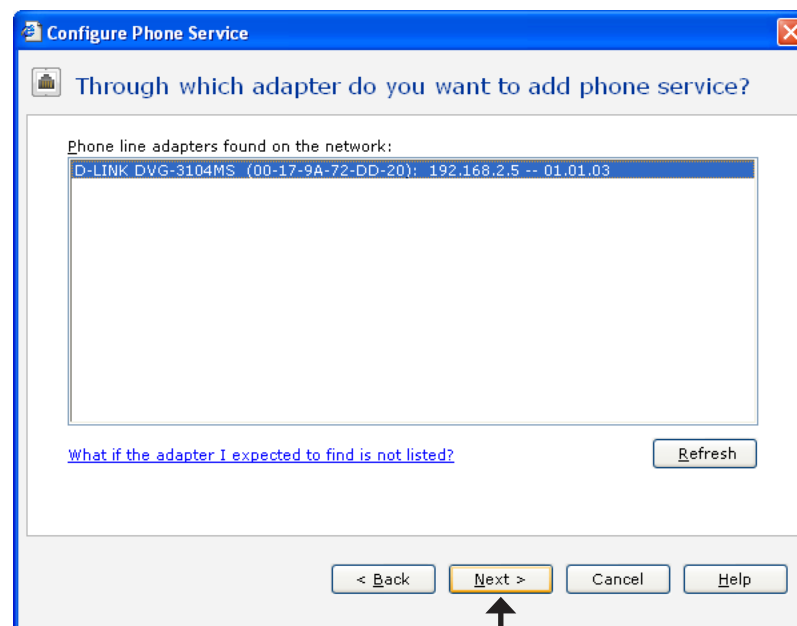 Configure Phone Service
Through which adapter do you want to add phone service?
Phone line adapters found on the network:
D-LINK DVG-3104MS (00-17-9A-72-DD-20): 192.168.2.5 -- 01.01.03
What if the adapter I expected to find is not listed?
Refresh
< Back
Next >
Cancel
Help